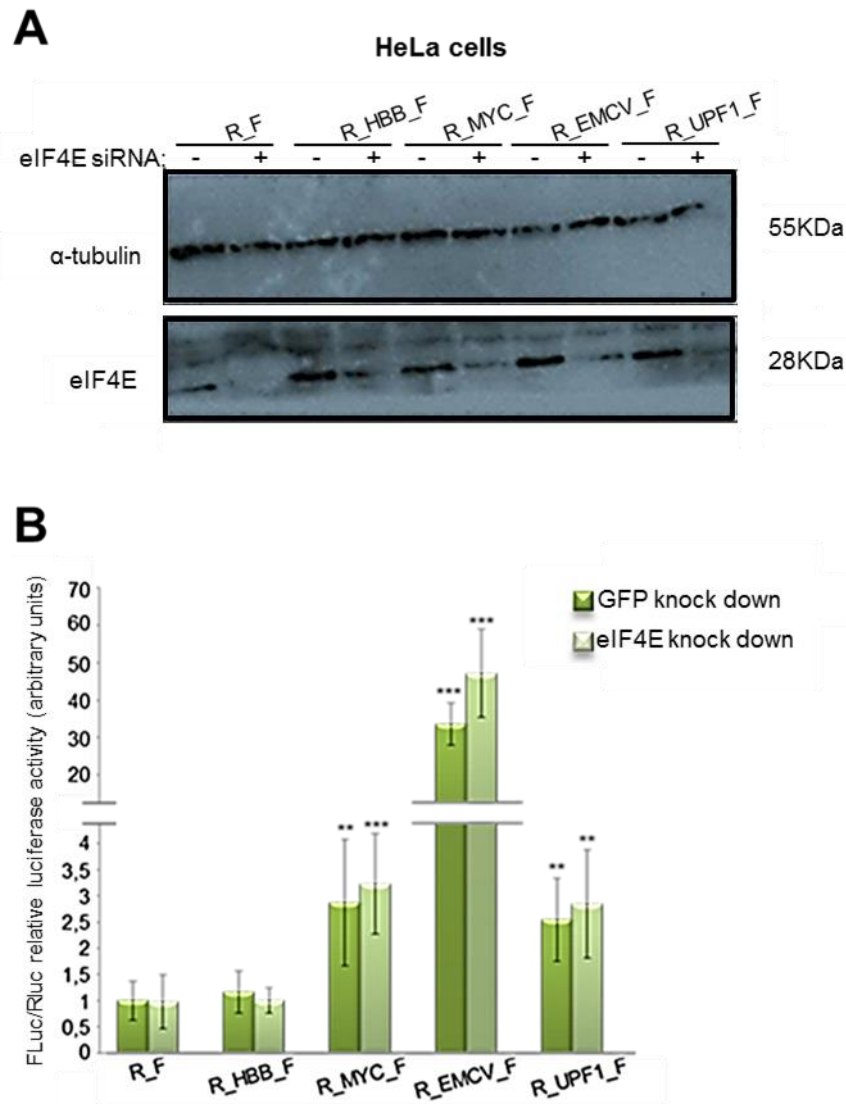 A
HeLa cells
R_F R_HBB_F R_MYC_F R_EMCV_F R_UPF1_F
eIF4E siRNA: - + - + - + - + - +
α-tubulin
55KDa
eIF4E
28KDa
B
FLuc/Rluc relative luciferase activity (arbitrary units)
70
60
50
40
30
20
4
3,5
3
2,5
2
1,5
1
0,5
0
GFP knock down
eIF4E knock down
** *** *** *** ** **
R_F R_HBB_F R_MYC_F R_EMCV_F R_UPF1_F